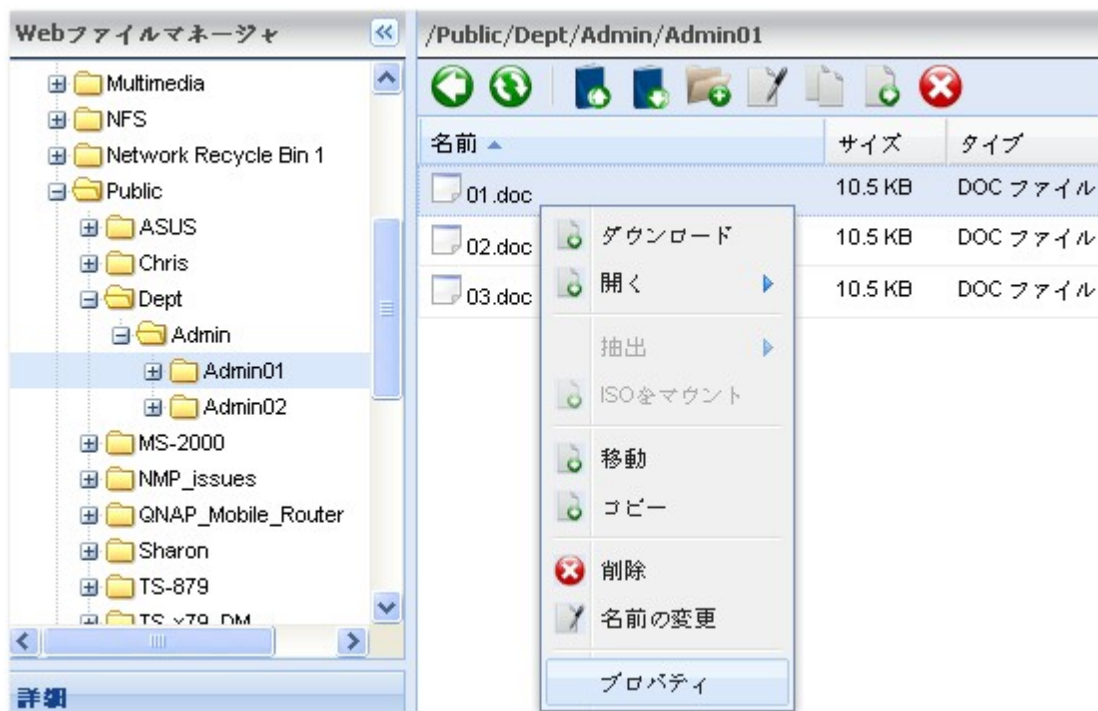 Webファイルマネージャ
Multimedia
NFS
Network Recycle Bin 1
Public
ASUS
Chris
Dept
Admin
Admin01
Admin02
MS-2000
NMP_issues
QNAP_Mobile_Router
Sharon
TS-879
TS_x79_DM
詳細
/Public/Dept/Admin/Admin01
名前 サイズ タイプ
01.doc 10.5 KB DOC ファイル
02.doc 10.5 KB DOC ファイル
03.doc 10.5 KB DOC ファイル
ダウンロード
開く
抽出
ISOをマウント
移動
コピー
削除
名前の変更
プロパティ